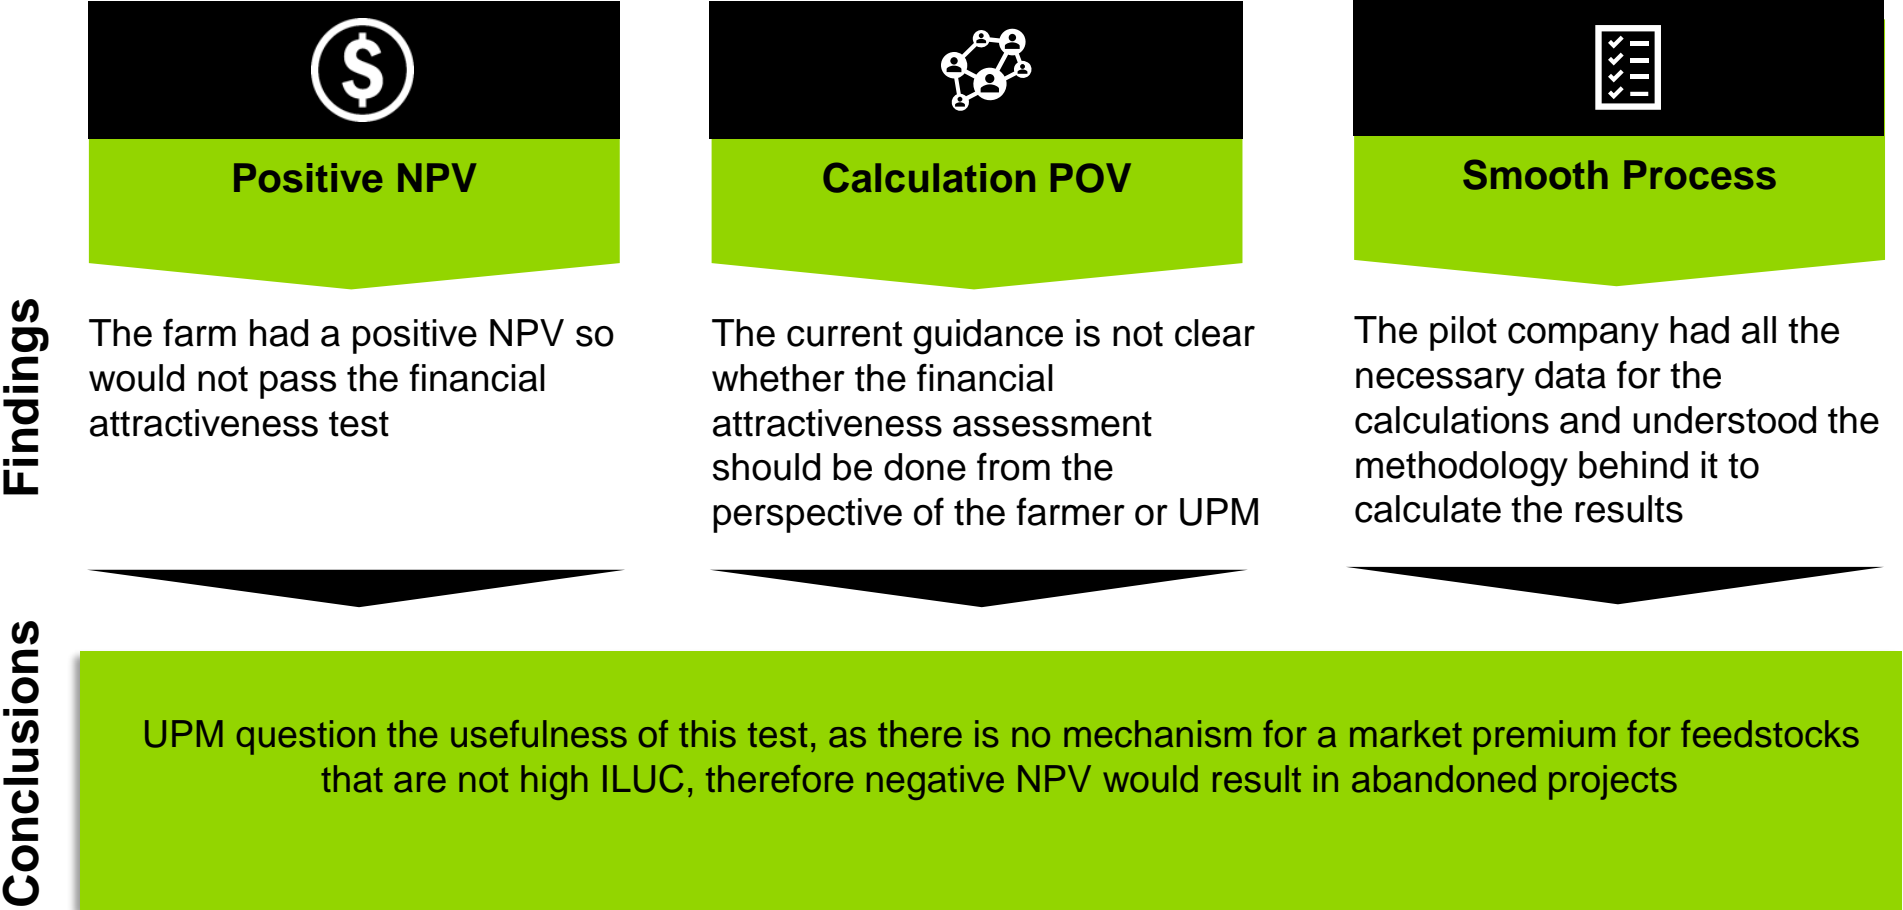 Positive NPV
Calculation POV
Smooth Process
Findings
The farm had a positive NPV so
would not pass the financial
attractiveness test
The current guidance is not clear
whether the financial
attractiveness assessment
should be done from the
perspective of the farmer or UPM
The pilot company had all the
necessary data for the
calculations and understood the
methodology behind it to
calculate the results
Conclusions
UPM question the usefulness of this test, as there is no mechanism for a market premium for feedstocks
that are not high ILUC, therefore negative NPV would result in abandoned projects